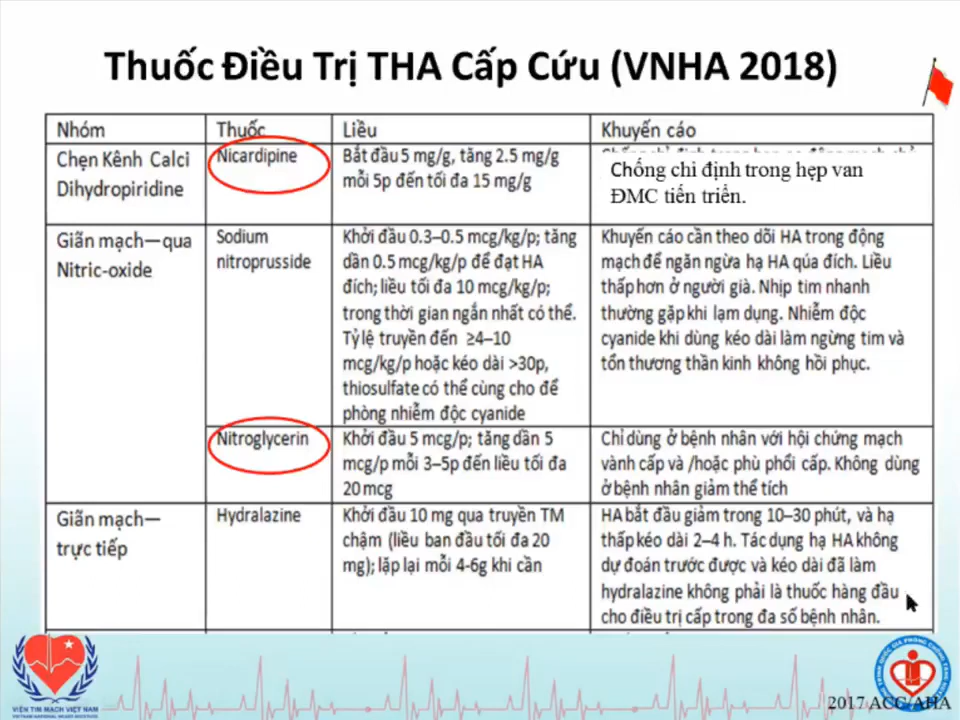 Thuốc Điều Trị THA Cấp Cứu (VNHA 2018)
Nhóm
Thuốc
Liều
Khuyến cáo
Chẹn Kênh Calci
Dihydropiridine
Nicardipine
Bắt đầu 5 mg/g, tăng 2.5 mg/g
mỗi 5p đến tối đa 15 mg/g
Chống chỉ định trong hẹp van
ĐMC tiến triển.
Giãn mạch—qua
Nitric-oxide
Sodium
nitroprusside
Khởi đầu 0.3–0.5 mcg/kg/p; tăng
dần 0.5 mcg/kg/p để đạt HA
đích; liều tối đa 10 mcg/kg/p;
trong thời gian ngắn nhất có thể.
Tỷ lệ truyền đến ≥4–10
mcg/kg/p hoặc kéo dài >30p,
thiosulfate có thể cùng cho để
phòng nhiễm độc cyanide
Khuyến cáo cần theo dõi HA trong động
mạch để ngăn ngừa hạ HA qúa đích. Liều
thấp hơn ở người già. Nhịp tim nhanh
thường gặp khi lạm dụng. Nhiễm độc
cyanide khi dùng kéo dài làm ngừng tim và
tổn thương thần kinh không hồi phục.
Nitroglycerin
Khởi đầu 5 mcg/p; tăng dần 5
mcg/p mỗi 3–5p đến liều tối đa
20 mcg
Chỉ dùng ở bệnh nhân với hội chứng mạch
vành cấp và /hoặc phù phổi cấp. Không dùng
ở bệnh nhân giảm thể tích
Giãn mạch—
trực tiếp
Hydralazine
Khởi đầu 10 mg qua truyền TM
chậm (liều ban đầu tối đa 20
mg); lặp lại mỗi 4-6g khi cần
HA bắt đầu giảm trong 10–30 phút, và hạ
thấp kéo dài 2–4 h. Tác dụng hạ HA không
dự đoán trước được và kéo dài đã làm
hydralazine không phải là thuốc hàng đầu
cho điều trị cấp trong đa số bệnh nhân.
VIỆN TIM MẠCH VIỆT NAM
VIETNAM NATIONAL HEART INSTITUTE
2017 ACC/AHA